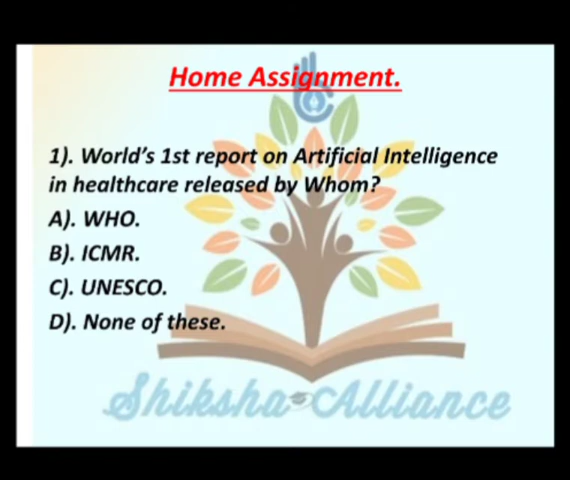 Home Assignment.
1). World's 1st report on Artificial Intelligence
in healthcare released by Whom?
A). WHO.
B). ICMR.
C). UNESCO.
D). None of these.
Shiksha Alliance